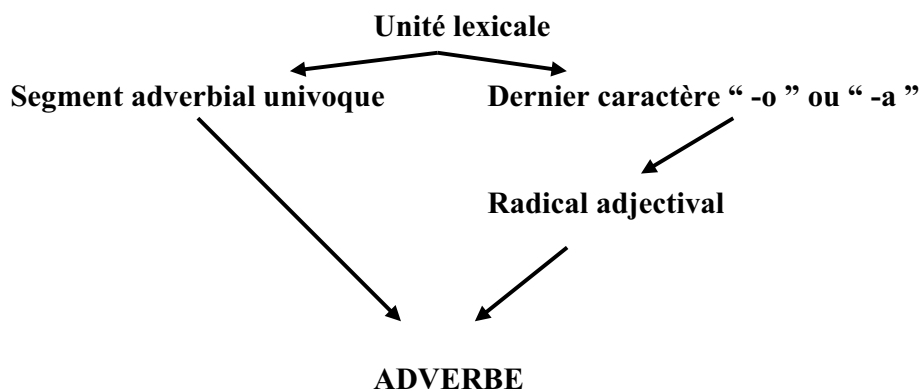 Unité lexicale
Segment adverbial univoque
Dernier caractère “ -o ” ou “ -a ”
Radical adjectival
ADVERBE